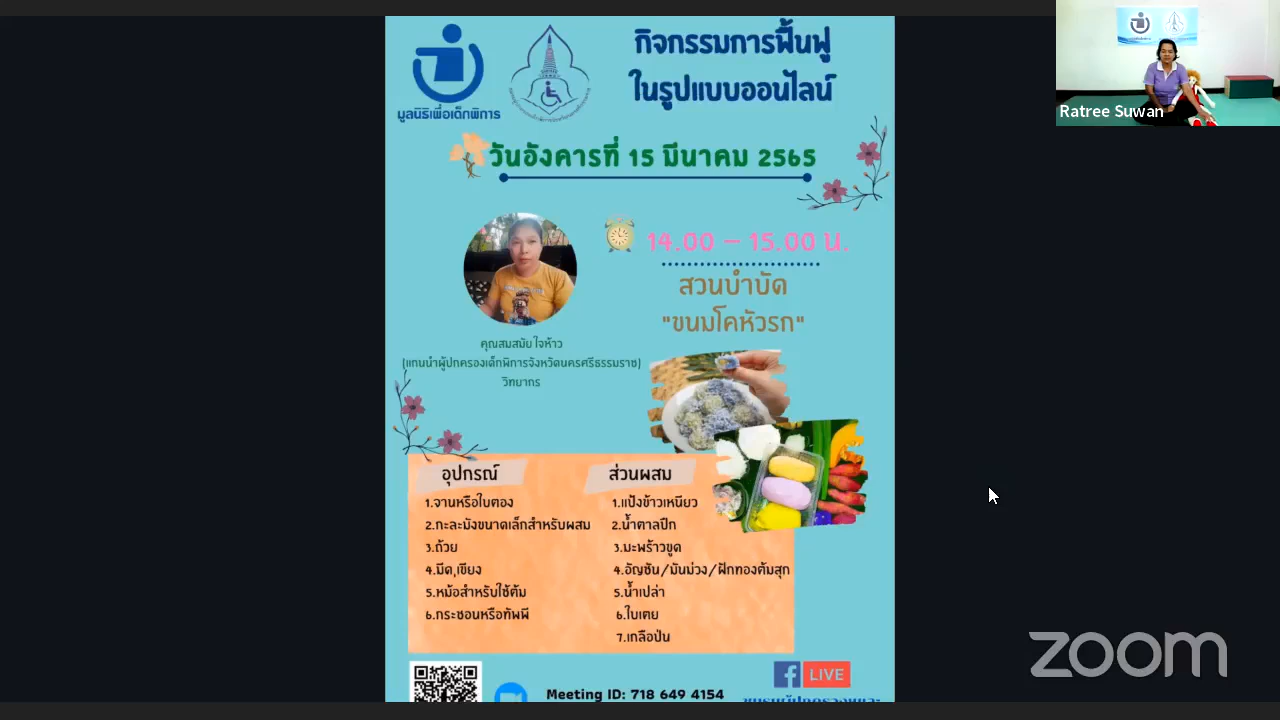 กิจกรรมการฟื้นฟู
ในรูปแบบออนไลน์
มูลนิธิเพื่อเด็กพิการ
Ratree Suwan
วันอังคารที่ 15 มีนาคม 2565
14.00 – 15.00 น.
สวนบำบัด
"ขนมโคหัวรก"
คุณสมสมัย ใจห้าว
(แกนนำผู้ปกครองเด็กพิการจังหวัดนครศรีธรรมราช)
วิทยากร
อุปกรณ์
1.จานหรือใบตอง
2.กะละมังขนาดเล็กสำหรับผสม
3.ถ้วย
4.มีด,เขียง
5.หม้อสำหรับใช้ต้ม
6.กระชอนหรือทัพพี
ส่วนผสม
1.แป้งข้าวเหนียว
2.น้ำตาลปึก
3.มะพร้าวขูด
4.อัญชัน/มันม่วง/ฝักทองต้มสุก
5.น้ำเปล่า
6.ใบเตย
7.เกลือป่น
Meeting ID: 718 649 4154
LIVE
zoom